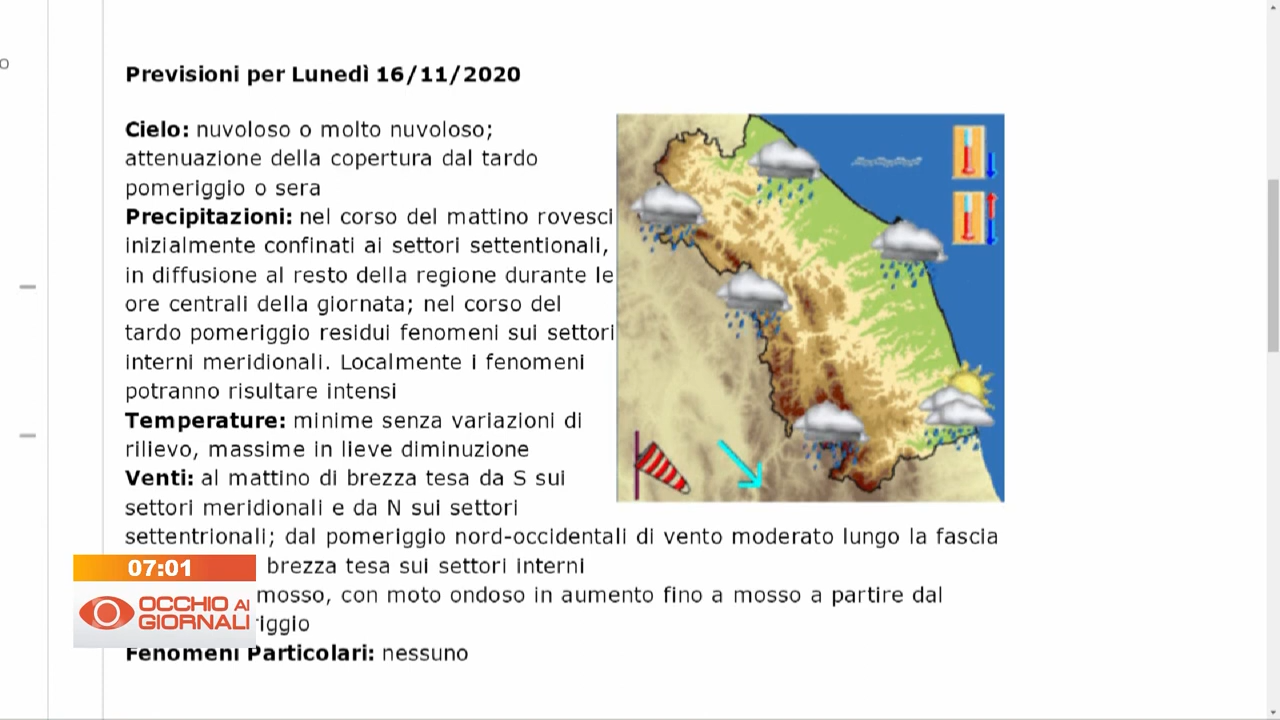 o
Previsioni per Lunedì 16/11/2020
Cielo: nuvoloso o molto nuvoloso;
attenuazione della copertura dal tardo
pomeriggio o sera
Precipitazioni: nel corso del mattino rovesci
inizialmente confinati ai settori settentionali,
in diffusione al resto della regione durante le
ore centrali della giornata; nel corso del
tardo pomeriggio residui fenomeni sui settori
interni meridionali. Localmente i fenomeni
potranno risultare intensi
Temperature: minime senza variazioni di
rilievo, massime in lieve diminuzione
Venti: al mattino di brezza tesa da S sui
settori meridionali e da N sui settori
settentrionali; dal pomeriggio nord-occidentali di vento moderato lungo la fascia
brezza tesa sui settori interni
mosso, con moto ondoso in aumento fino a mosso a partire dal
riggio
Fenomeni Particolari: nessuno
07:01
OCCHIO AI
GIORNALI